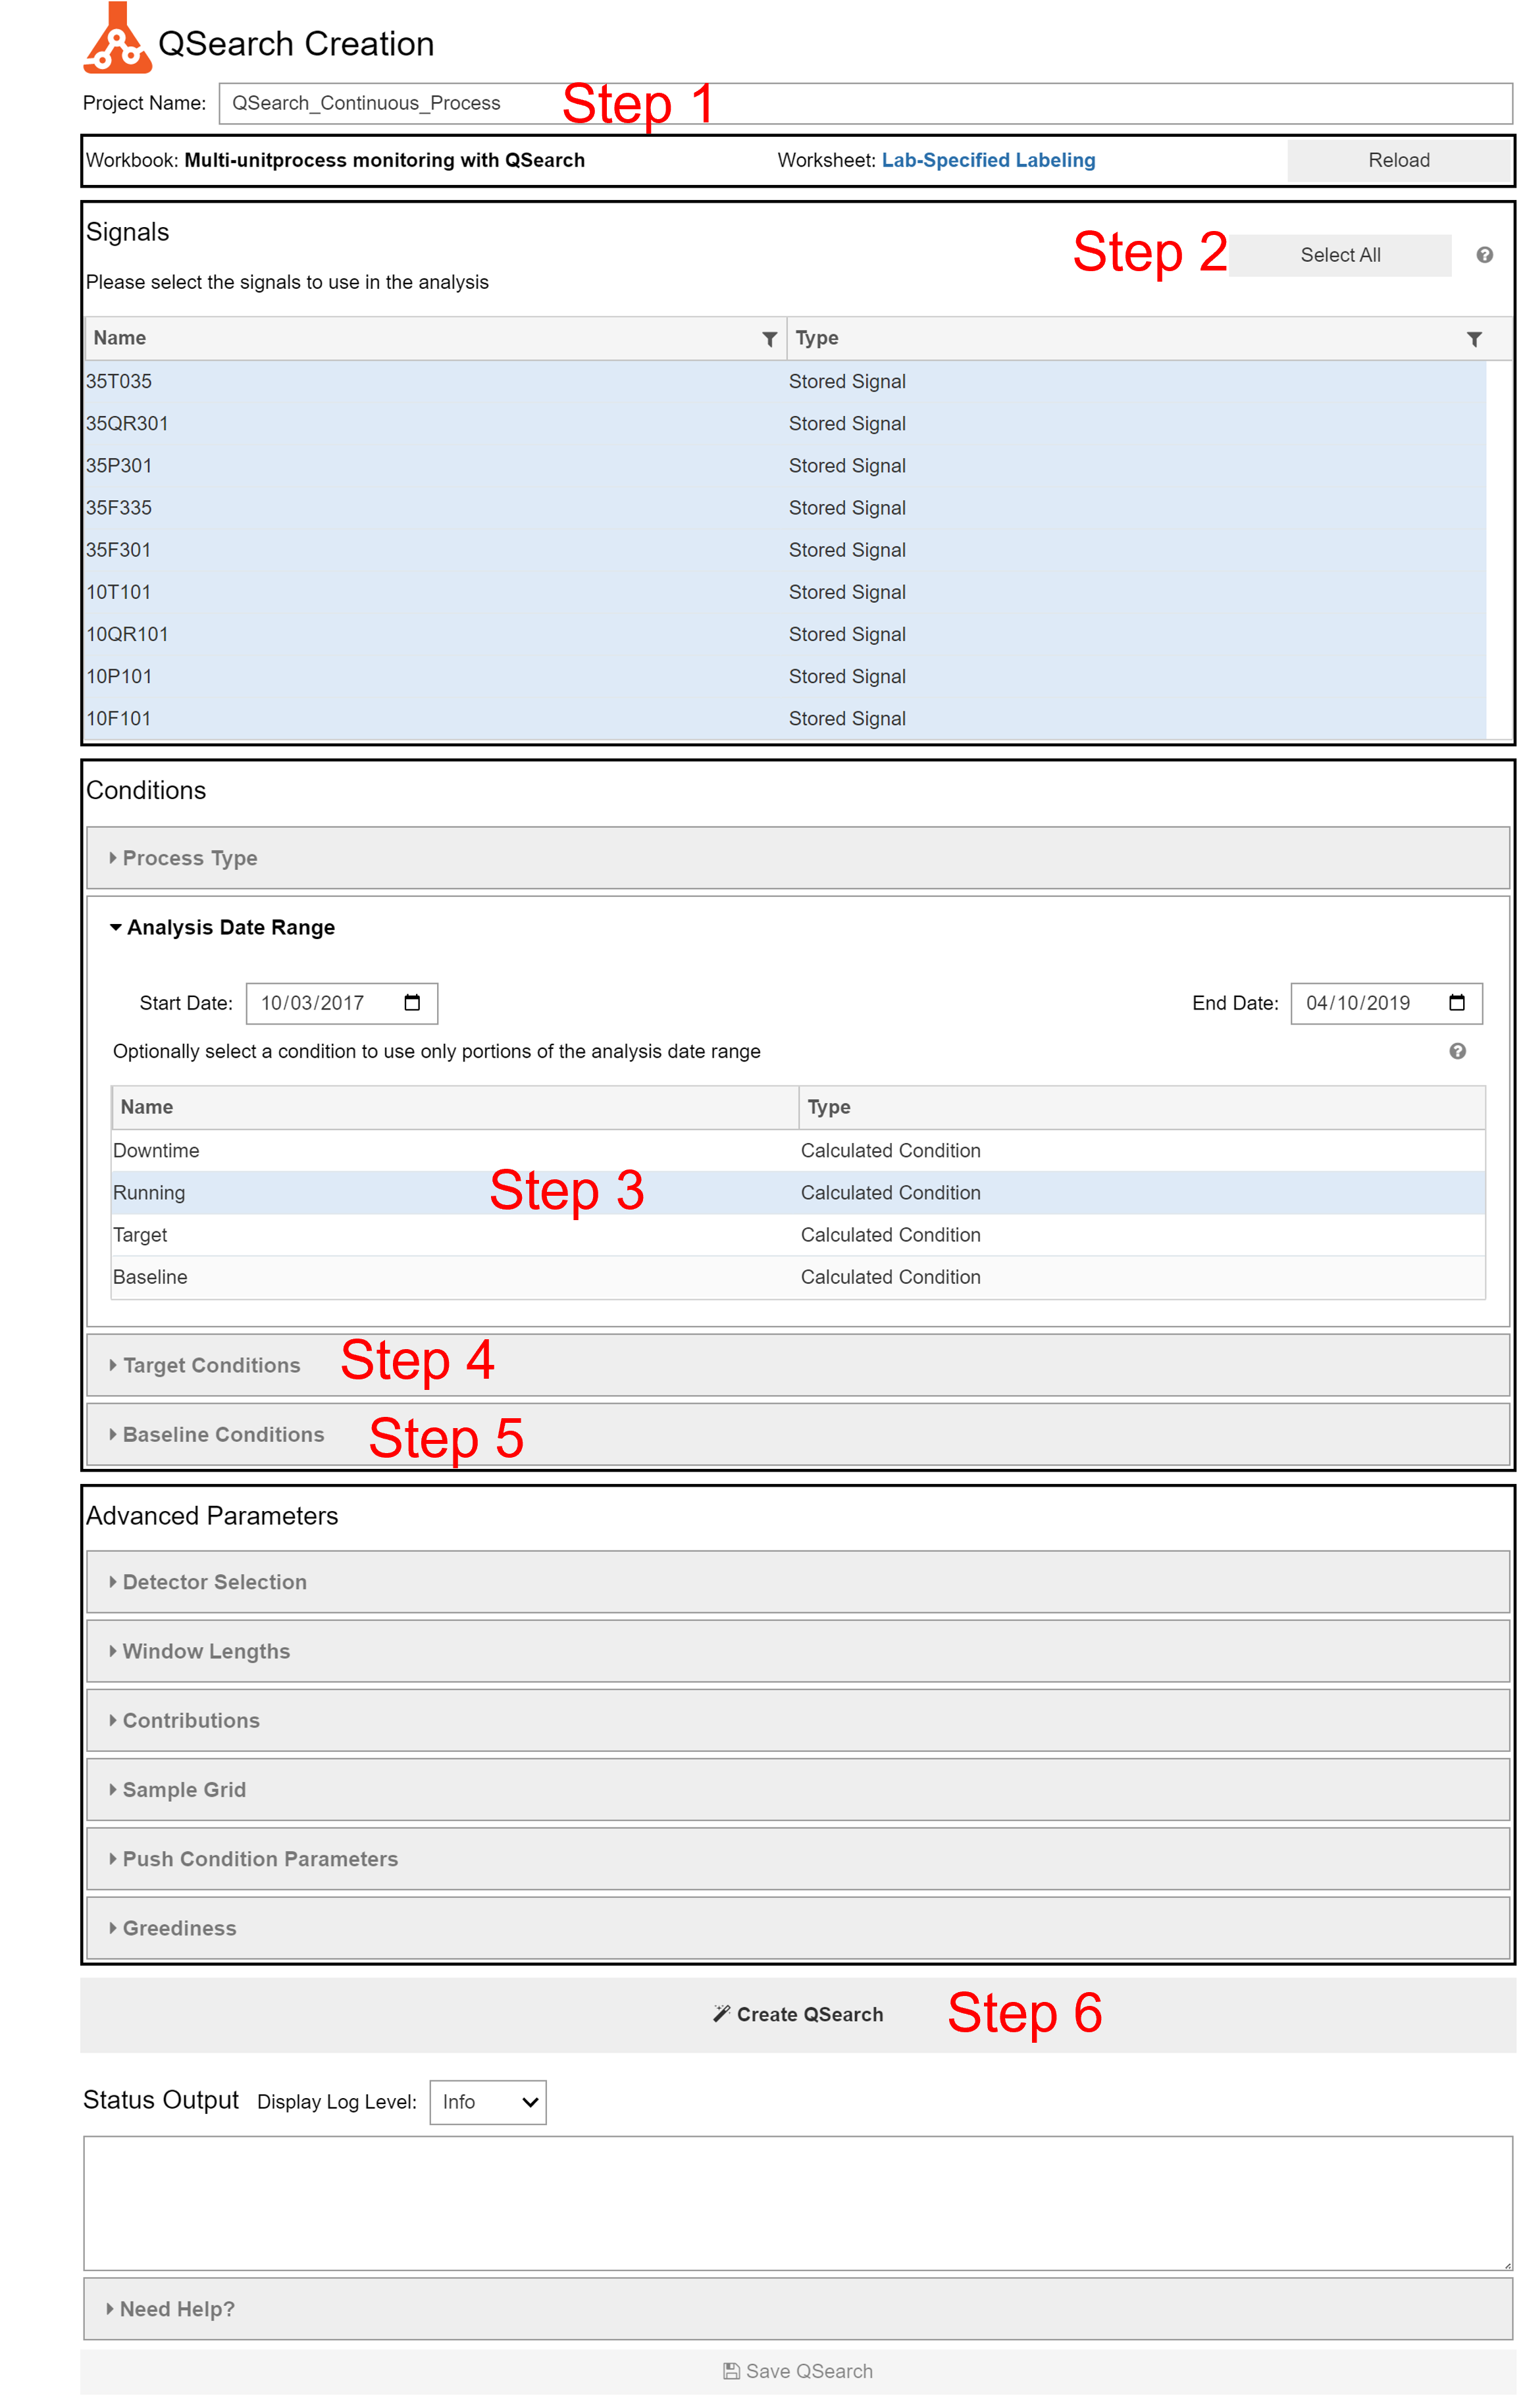 QSearch Creation
Project Name: QSearch_Continuous_Process Step 1
Workbook: Multi-unitprocess monitoring with QSearch Worksheet: Lab-Specified Labeling Reload
Signals
Step 2 Select All ?
Please select the signals to use in the analysis
Name Type
35T035 Stored Signal
35QR301 Stored Signal
35P301 Stored Signal
35F335 Stored Signal
35F301 Stored Signal
10T101 Stored Signal
10QR101 Stored Signal
10P101 Stored Signal
10F101 Stored Signal
Conditions
Process Type
Analysis Date Range
Start Date: 10/03/2017 End Date: 04/10/2019
Optionally select a condition to use only portions of the analysis date range ?
Name Type
Downtime Calculated Condition
Running Step 3 Calculated Condition
Target Calculated Condition
Baseline Calculated Condition
Target Conditions Step 4
Baseline Conditions Step 5
Advanced Parameters
Detector Selection
Window Lengths
Contributions
Sample Grid
Push Condition Parameters
Greediness
Create QSearch Step 6
Status Output Display Log Level: Info
Need Help?
Save QSearch